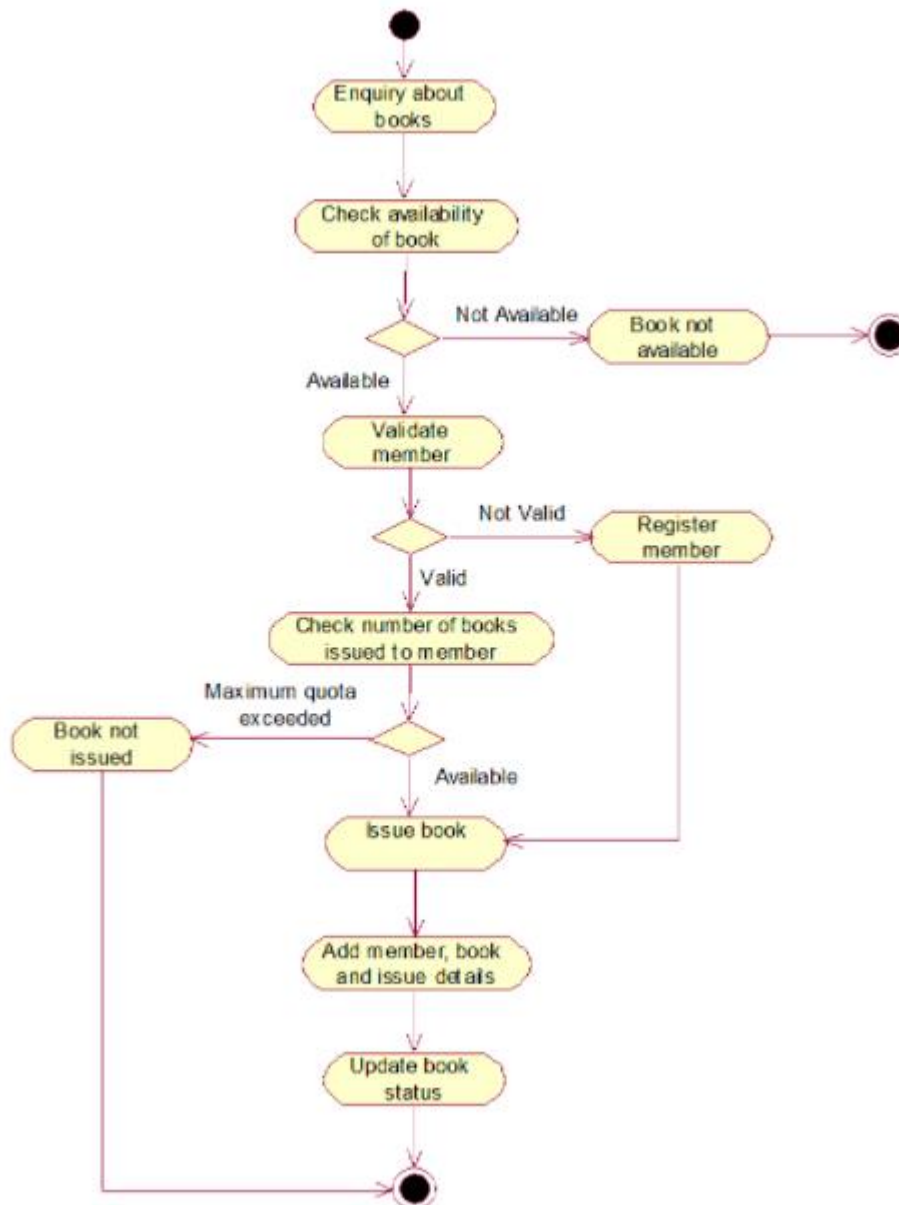 Enquiry about
books
Check availability
of book
Not Available
Book not
available
Available
Validate
member
Not Valid
Register
member
Valid
Check number of books
issued to member
Maximum quota
exceeded
Book not
issued
Available
Issue book
Add member, book
and issue details
Update book
status